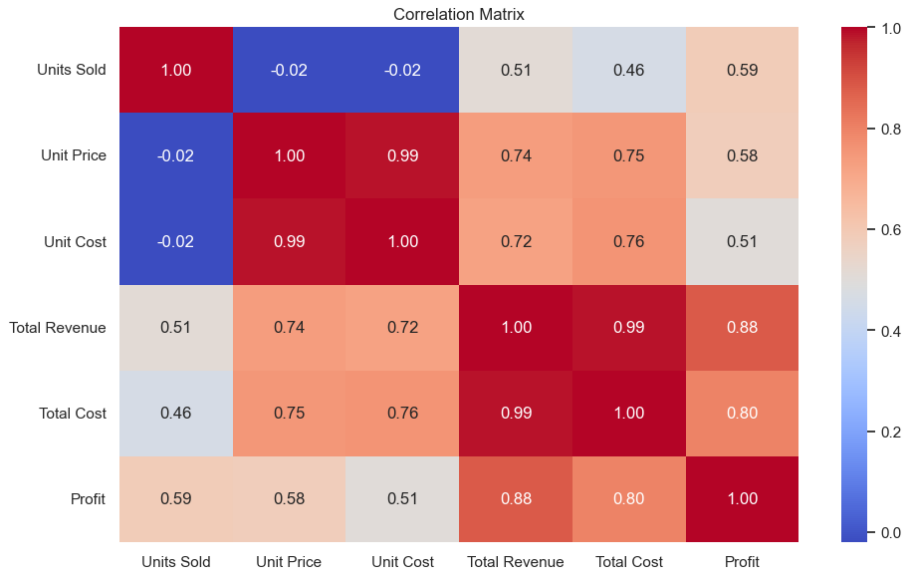 Correlation Matrix
Units Sold 1.00 -0.02 -0.02 0.51 0.46 0.59
Unit Price -0.02 1.00 0.99 0.74 0.75 0.58
Unit Cost -0.02 0.99 1.00 0.72 0.76 0.51
Total Revenue 0.51 0.74 0.72 1.00 0.99 0.88
Total Cost 0.46 0.75 0.76 0.99 1.00 0.80
Profit 0.59 0.58 0.51 0.88 0.80 1.00
Units Sold Unit Price Unit Cost Total Revenue Total Cost Profit
1.0
0.8
0.6
0.4
0.2
0.0